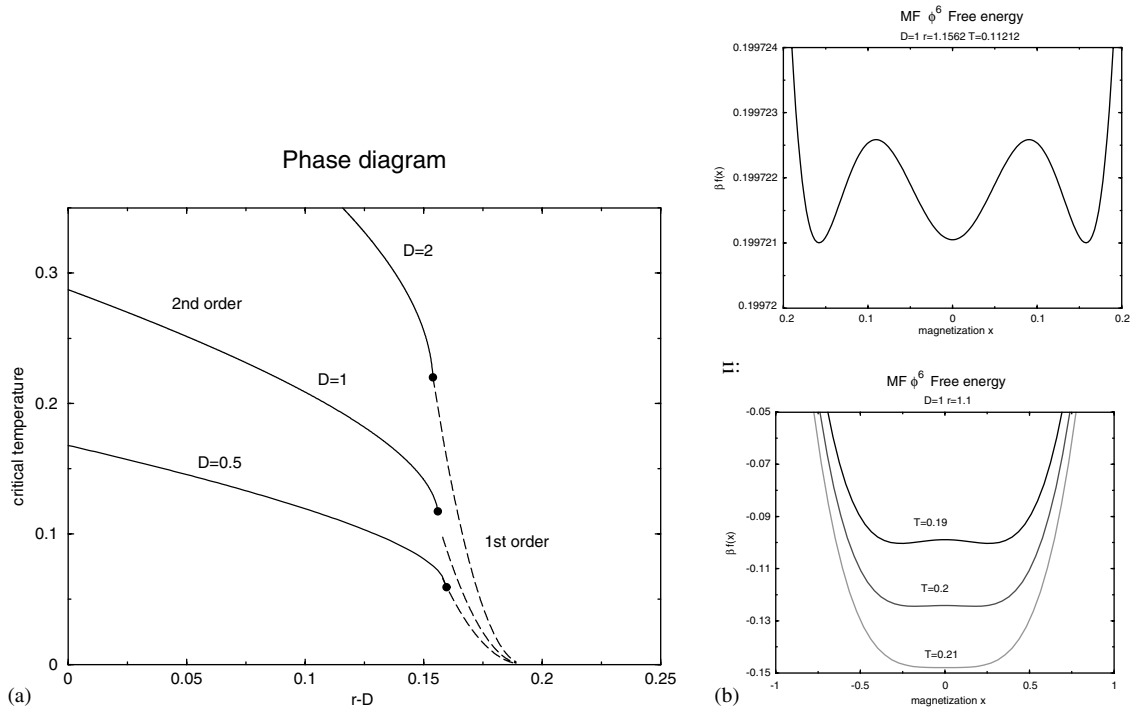 Phase diagram
critical temperature
0.3
0.2
0.1
0
0
0.05
0.1
0.15
0.2
0.25
r-D
D=2
2nd order
D=1
D=0.5
1st order
(a)
MF ϕ⁶ Free energy
D=1 r=1.1562 T=0.11212
0.199724
0.199723
0.199722
0.199721
0.19972
β f(x)
0.2
0.1
0
0.1
0.2
magnetization x
ii
MF ϕ⁶ Free energy
D=1 r=1.1
-0.05
-0.07
-0.09
-0.11
-0.13
-0.15
β f(x)
T=0.19
T=0.2
T=0.21
-1
-0.5
0
0.5
1
magnetization x
(b)